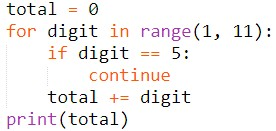 total = 0
for digit in range(1, 11):
    if digit == 5:
        continue
    total += digit
print(total)